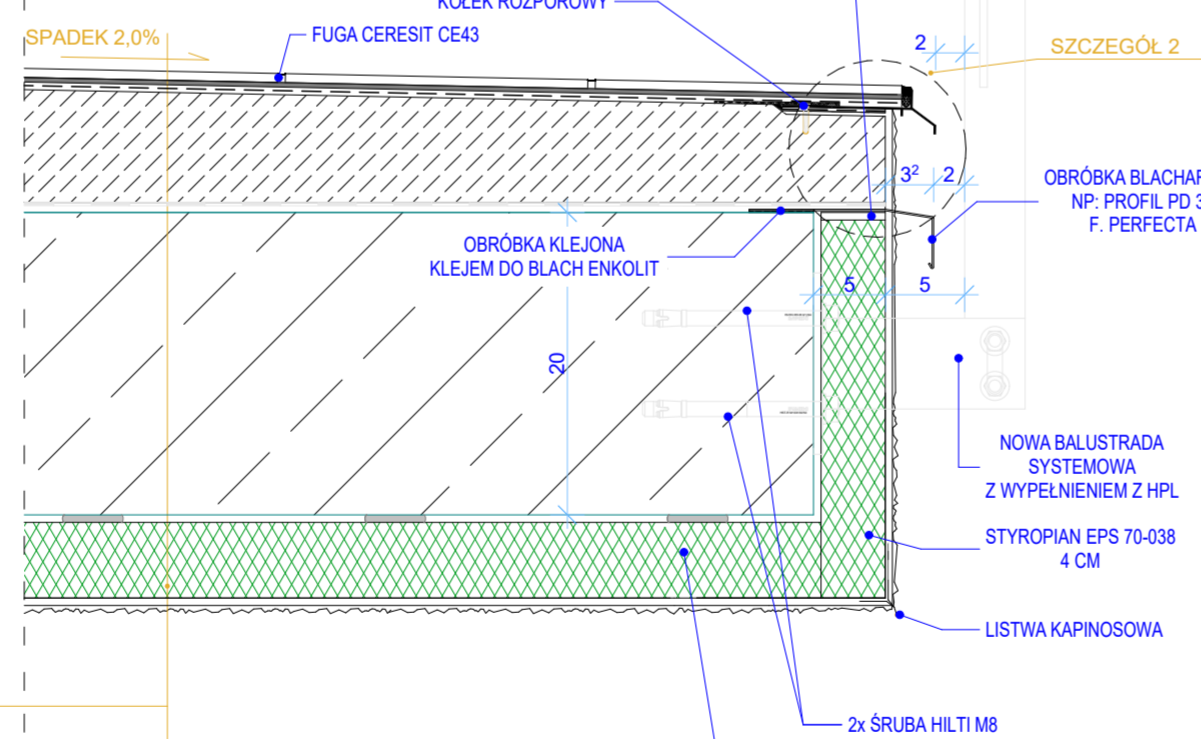 KOŁEK ROZPOROWY
SPADEK 2,0%
FUGA CERESIT CE43
2
SZCZEGÓŁ 2
3²
2
OBRÓBKA
NP: PROFIL PD
F. PERFECTA
OBRÓBKA KLEJONA
KLEJEM DO BLACH ENKOLIT
5
5
20
NOWA BALUSTRADA
SYSTEMOWA
Z WYPEŁNIENIEM Z HPL
STYROPIAN EPS 70-038
4 CM
LISTWA KAPINOSOWA
2x ŚRUBA HILTI M8